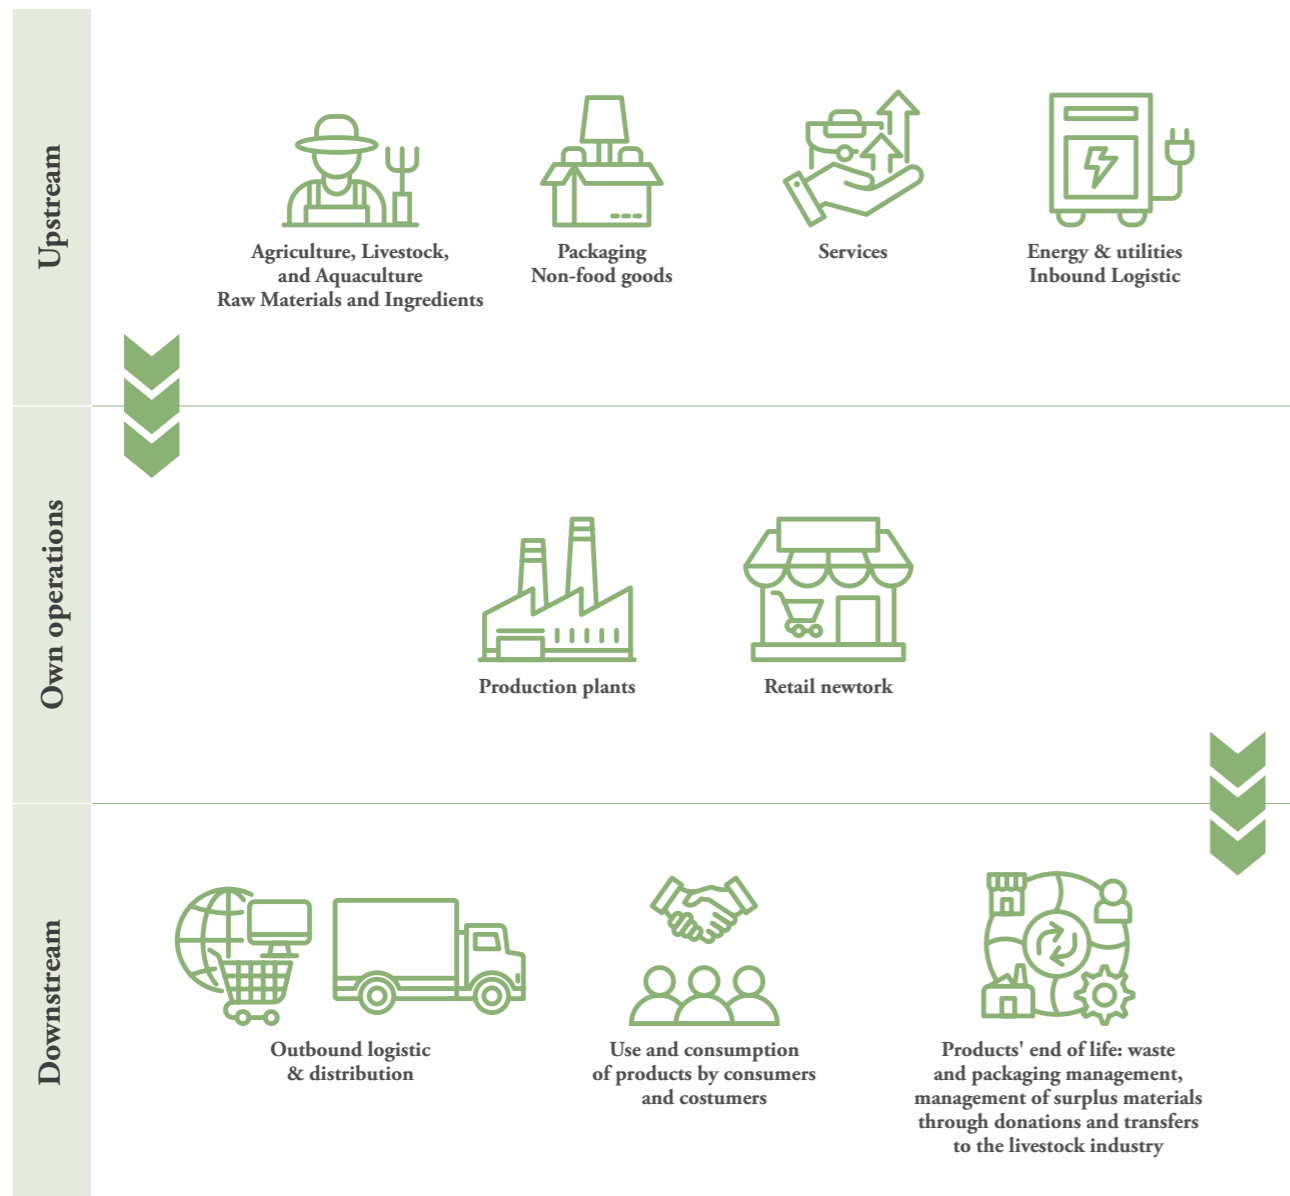 Upstream
Agriculture, Livestock,
and Aquaculture
Raw Materials and Ingredients
Packaging
Non-food goods
Services
Energy & utilities
Inbound Logistic
Own operations
Production plants
Retail newtork
Downstream
Outbound logistic
& distribution
Use and consumption
of products by consumers
and costumers
Products' end of life: waste
and packaging management,
management of surplus materials
through donations and transfers
to the livestock industry